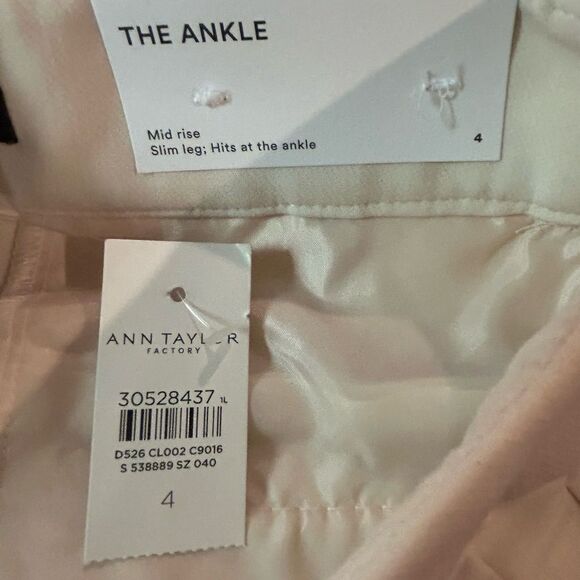 THE ANKLE
Mid rise
Slim leg; Hits at the ankle
4
ANN TAYLOR
FACTORY
30528437 1L
D526 CL002 C9016
S 538889 SZ 040
4